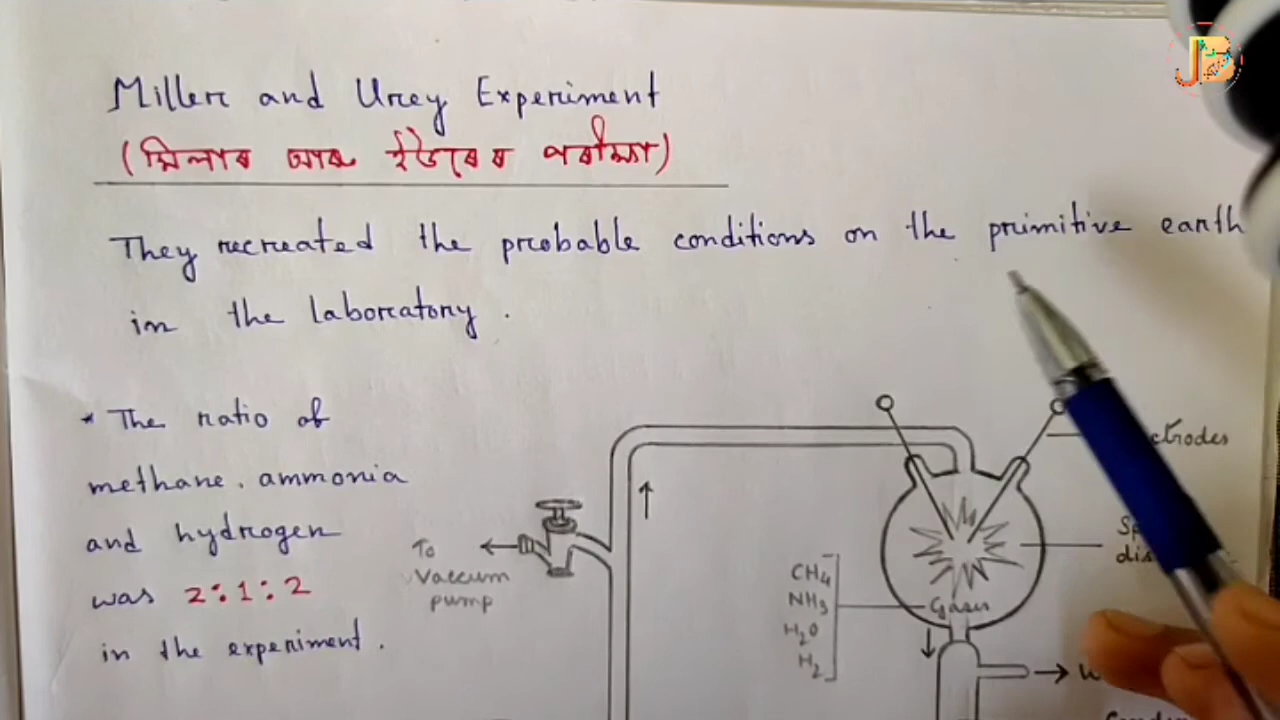 Miller and Urey Experiment
(মিলাৰ আৰু ইউৰেৰ পৰীক্ষা)
They recreated the probable conditions on the primitive earth
in the laboratory.
* The ratio of
methane, ammonia
and hydrogen
was 2:1:2
in the experiment.
To
Vaccum
pump
CH4
NH3
H2O
H2
Gases
JB